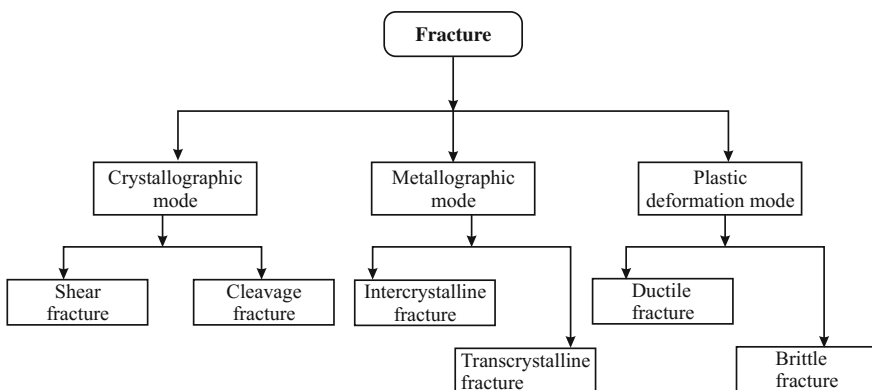 Fracture
Crystallographic
mode
Metallographic
mode
Plastic
deformation mode
Shear
fracture
Cleavage
fracture
Intercrystalline
fracture
Ductile
fracture
Transcrystalline
fracture
Brittle
fracture